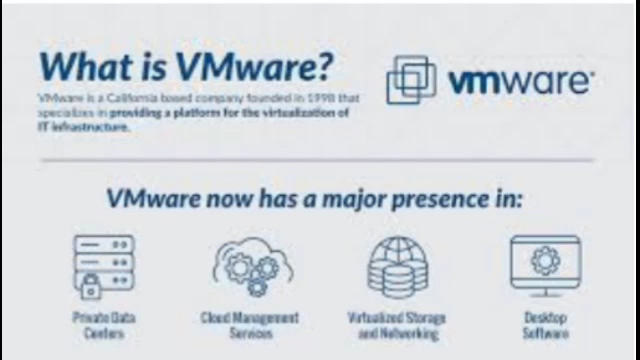 What is VMware?
vmware
VMware is a California based company founded in 1998 that
specializes in providing a platform for the virtualization of
IT infrastructure.
VMware now has a major presence in:
Private Data
Centers
Cloud Management
Services
Virtualized Storage
and Networking
Desktop
Software